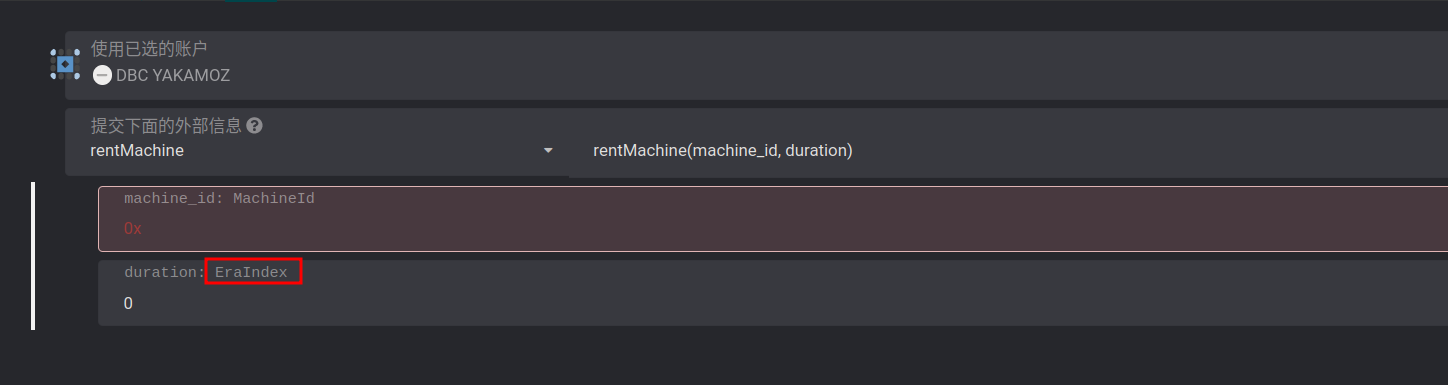 使用已选的账户
DBC YAKAMOZ
提交下面的外部信息
rentMachine
rentMachine(machine_id, duration)
machine_id: MachineId
0x
duration: EraIndex
0